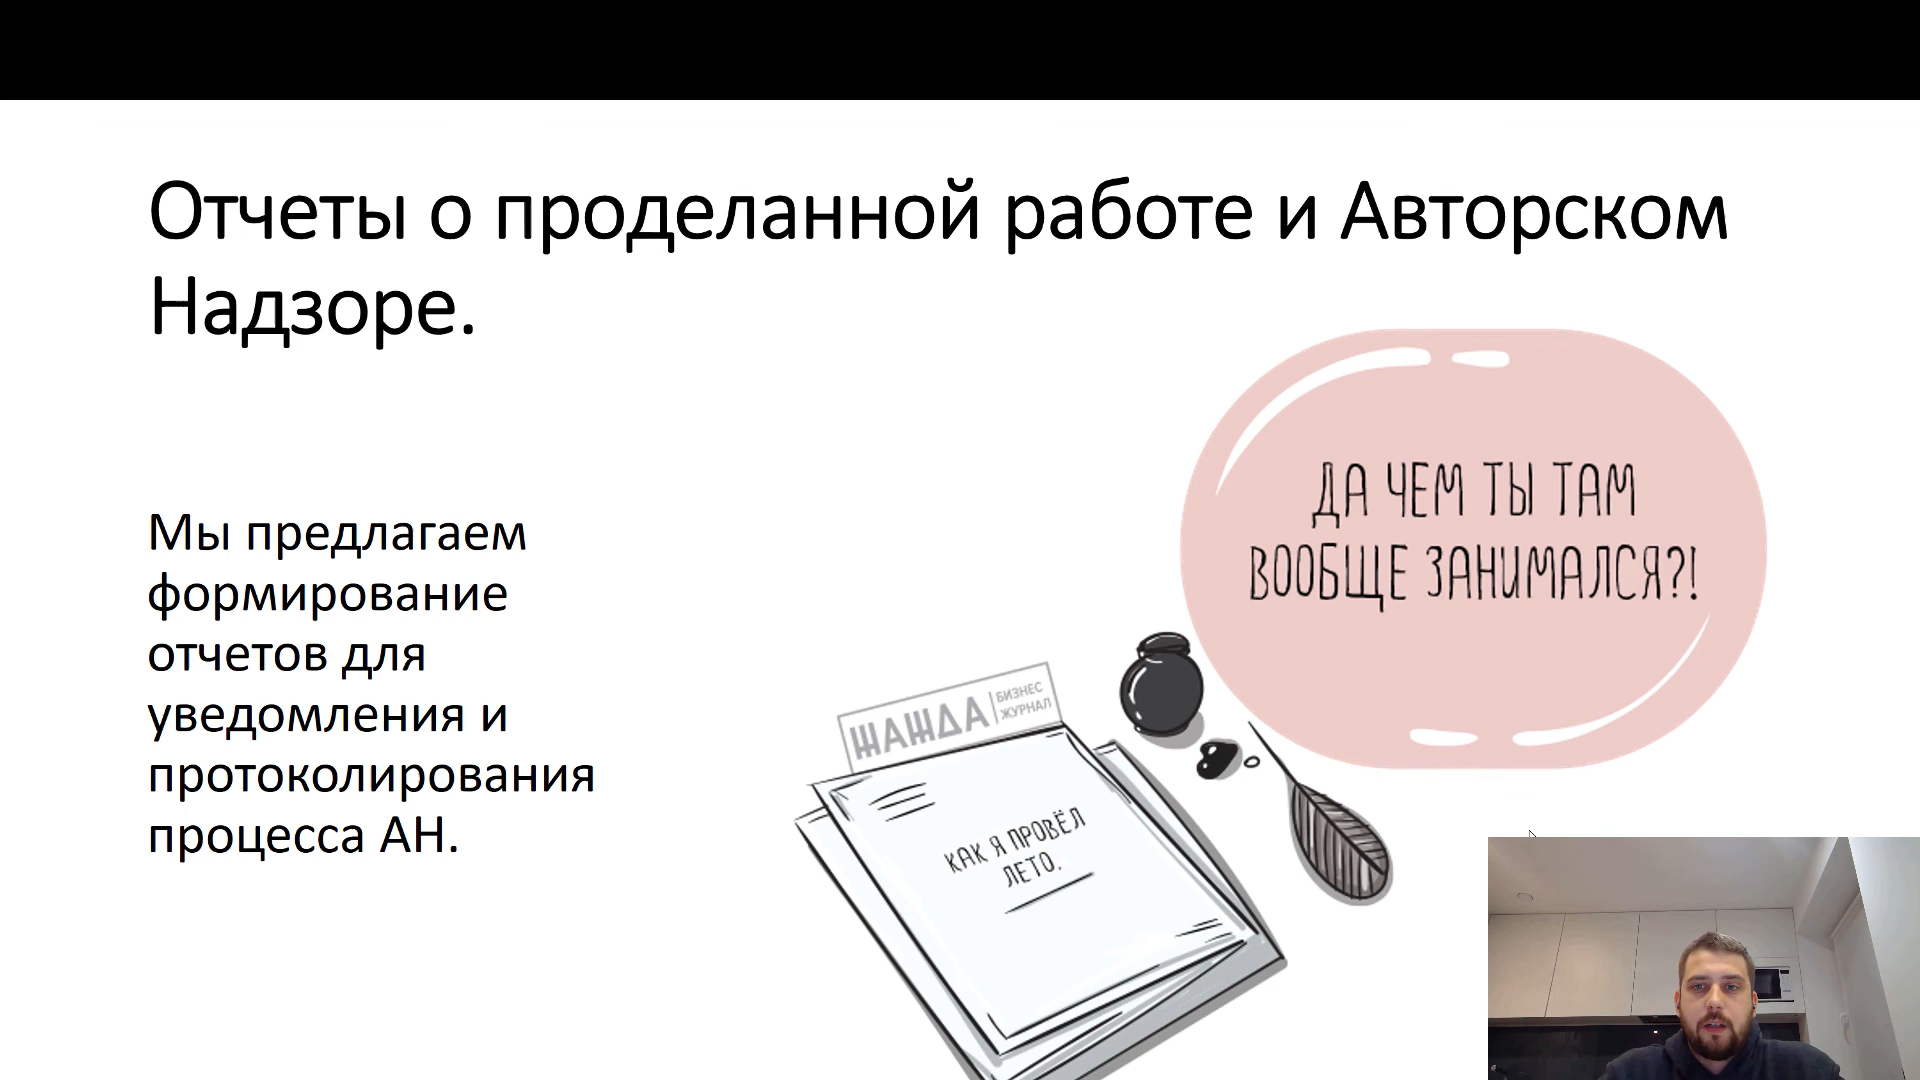 Отчеты о проделанной работе и Авторском
Надзоре.
Мы предлагаем
формирование
отчетов для
уведомления и
протоколирования
процесса АН.
ДА ЧЕМ ТЫ ТАМ
ВООБЩЕ ЗАНИМАЛСЯ?!
ЖАЖДА
БИЗНЕС
ЖУРНАЛ
КАК Я ПРОВЁЛ
ЛЕТО.